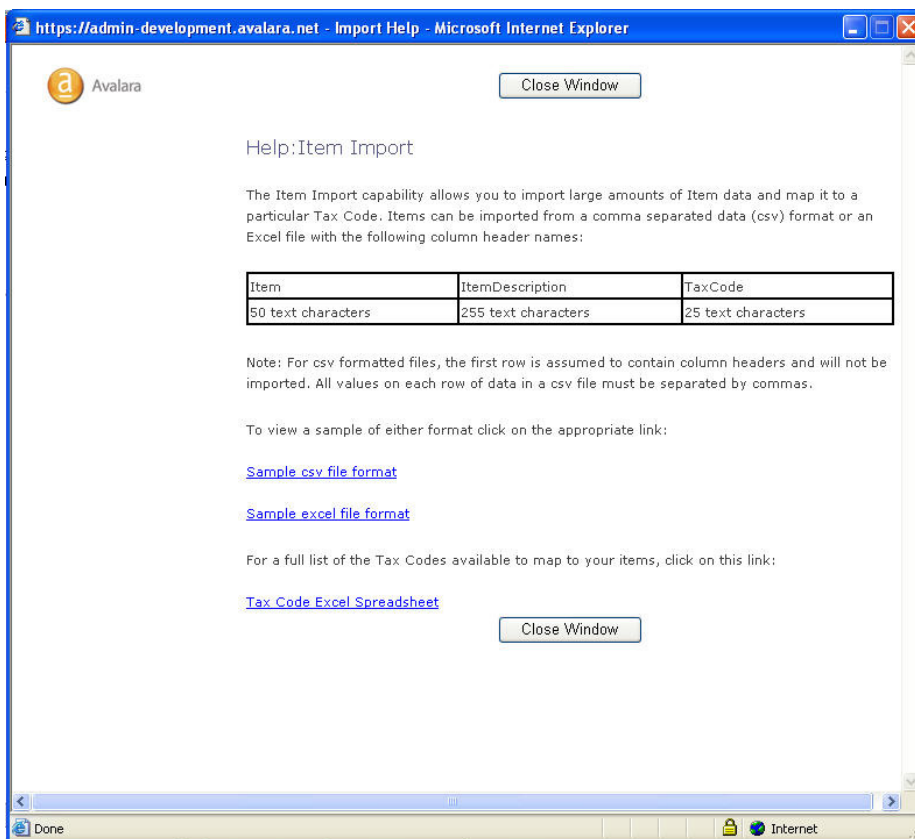 https://admin-development.avalara.net - Import Help - Microsoft Internet Explorer
a Avalara
Close Window
Help:Item Import
The Item Import capability allows you to import large amounts of Item data and map it to a
particular Tax Code. Items can be imported from a comma separated data (csv) format or an
Excel file with the following column header names:
Item ItemDescription TaxCode
50 text characters 255 text characters 25 text characters
Note: For csv formatted files, the first row is assumed to contain column headers and will not be
imported. All values on each row of data in a csv file must be separated by commas.
To view a sample of either format click on the appropriate link:
Sample csv file format
Sample excel file format
For a full list of the Tax Codes available to map to your items, click on this link:
Tax Code Excel Spreadsheet
Close Window
Done Internet